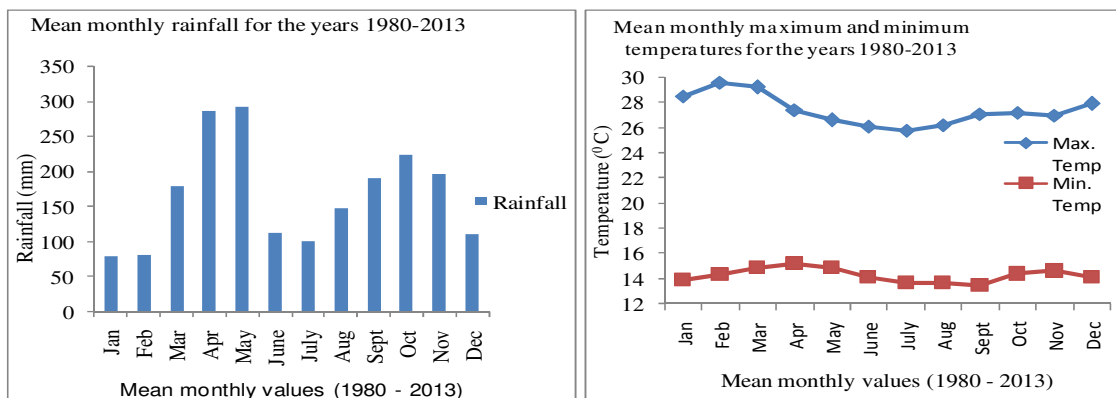 Mean monthly rainfall for the years 1980-2013
350
300
250
200
150
100
50
0
Rainfall (mm)
Jan
Feb
Mar
Apr
May
June
July
Aug
Sept
Oct
Nov
Dec
Rainfall
Mean monthly values (1980 - 2013)
Mean monthly maximum and minimum
temperatures for the years 1980-2013
30
28
26
24
22
20
18
16
14
12
Temperature (⁰C)
Jan
Feb
Mar
Apr
May
June
July
Aug
Sept
Oct
Nov
Dec
Max.
Temp
Min.
Temp
Mean monthly values (1980 - 2013)